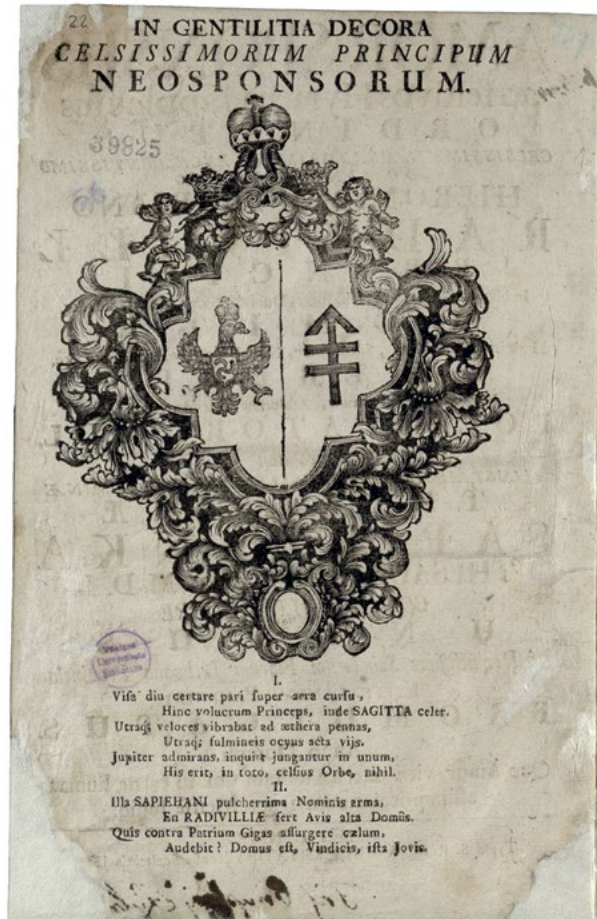 22
IN GENTILITIA DECORA
CELSISSIMORUM PRINCIPUM
NEOSPONSORUM.
39825
I.
Visa diu certare pari super aera cursu,
Hinc volucrum Princeps, inde SAGITTA celer.
Utraq; veloces vibrabat ad æthera pennas,
Utraq; fulmineis ocyus acta vijs.
Jupiter admirans, inquit jungantur in unum,
His erit, in toto, celsius Orbe, nihil.
II.
Illa SAPIEHANI pulcherrima Nominis arma,
En RADIVILLIÆ fert Avis alta Domûs.
Quis contra Patrium Gigas assurgere cælum,
Audebit? Domus est, Vindicis, ista Jovis.